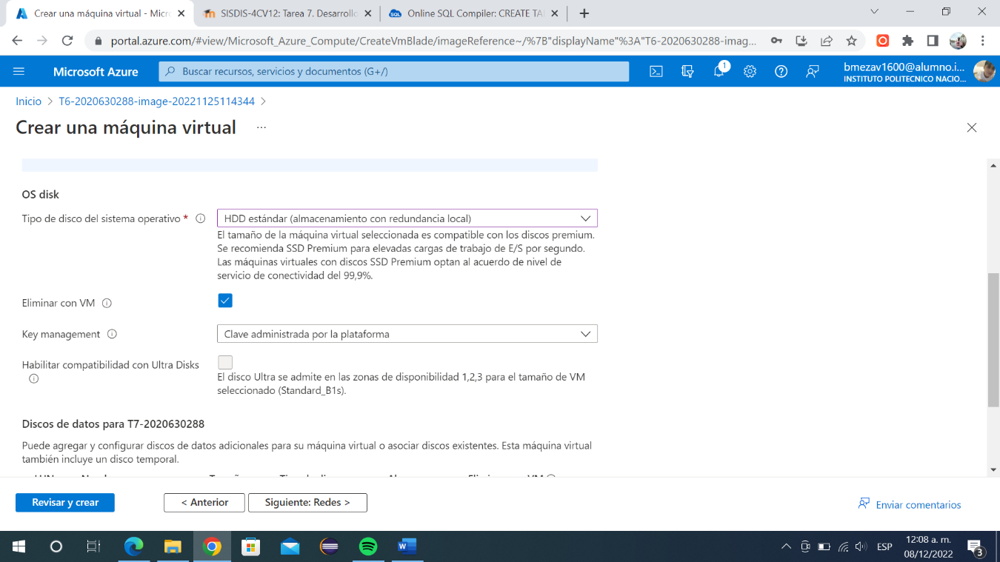 Crear una máquina virtual - Micro
SISDIS-4CV12: Tarea 7. Desarrollo
Online SQL Compiler: CREATE TA
portal.azure.com/#view/Microsoft_Azure_Compute/CreateVmBlade/imageReference~/%7B"displayName"%3A"T6-2020630288-imag...
Microsoft Azure
Buscar recursos, servicios y documentos (G+/)
1
bmezav1600@alumno.i...
INSTITUTO POLITECNICO NACIO...
Inicio > T6-2020630288-image-20221125114344 >
Crear una máquina virtual ...
OS disk
Tipo de disco del sistema operativo *
HDD estándar (almacenamiento con redundancia local)
El tamaño de la máquina virtual seleccionada es compatible con los discos premium.
Se recomienda SSD Premium para elevadas cargas de trabajo de E/S por segundo.
Las máquinas virtuales con discos SSD Premium optan al acuerdo de nivel de
servicio de conectividad del 99,9%.
Eliminar con VM
Key management
Clave administrada por la plataforma
Habilitar compatibilidad con Ultra Disks
El disco Ultra se admite en las zonas de disponibilidad 1,2,3 para el tamaño de VM
seleccionado (Standard_B1s).
Discos de datos para T7-2020630288
Puede agregar y configurar discos de datos adicionales para su máquina virtual o asociar discos existentes. Esta máquina virtual
también incluye un disco temporal.
Revisar y crear
< Anterior
Siguiente: Redes >
Enviar comentarios
ESP
12:08 a. m.
08/12/2022
3